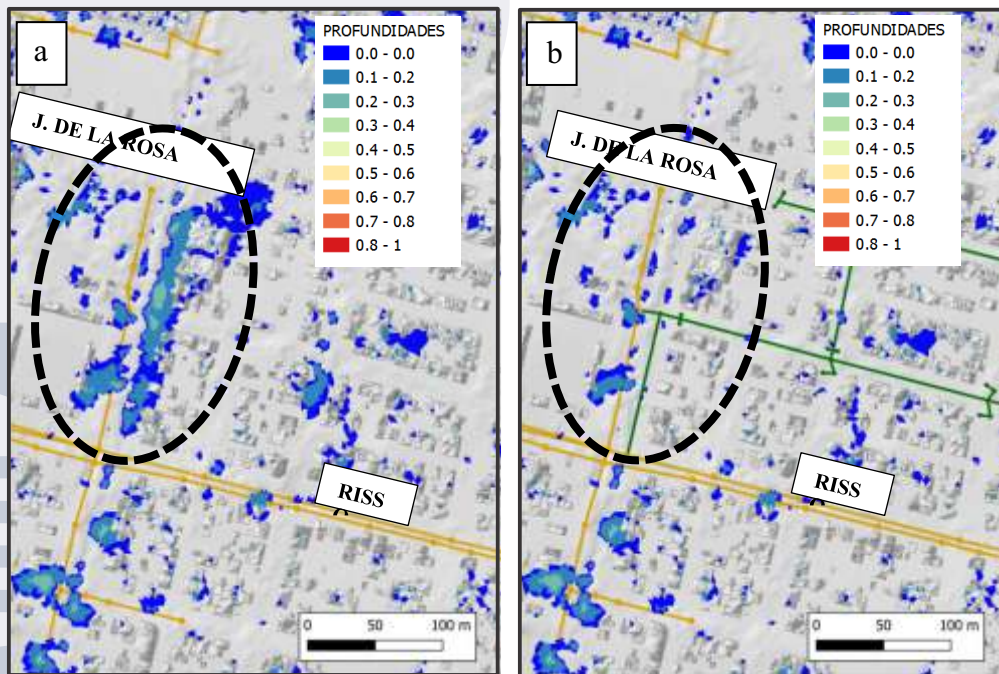 a
PROFUNDIDADES
0.0 - 0.0
0.1 - 0.2
0.2 - 0.3
0.3 - 0.4
0.4 - 0.5
0.5 - 0.6
0.6 - 0.7
0.7 - 0.8
0.8 - 1
J. DE LA ROSA
RISS
0 50 100 m
b
PROFUNDIDADES
0.0 - 0.0
0.1 - 0.2
0.2 - 0.3
0.3 - 0.4
0.4 - 0.5
0.5 - 0.6
0.6 - 0.7
0.7 - 0.8
0.8 - 1
J. DE LA ROSA
RISS
0 50 100 m